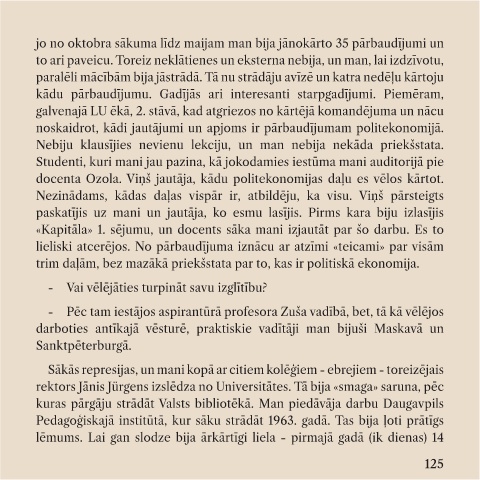 jo no oktobra sākuma līdz maijam man bija jānokārto 35 pārbaudījumi un
to ari paveicu. Toreiz neklātienes un eksterna nebija, un man, lai izdzīvotu,
paralēli mācībām bija jāstrādā. Tā nu strādāju avīzē un katra nedēļu kārtoju
kādu pārbaudījumu. Gadījās ari interesanti starpgadījumi. Piemēram,
galvenajā LU ēkā, 2. stāvā, kad atgriezos no kārtējā komandējuma un nācu
noskaidrot, kādi jautājumi un apjoms ir pārbaudījumam politekonomijā.
Nebiju klausījies nevienu lekciju, un man nebija nekāda priekšstata.
Studenti, kuri mani jau pazina, kā jokodamies iestūma mani auditorijā pie
docenta Ozola. Viņš jautāja, kādu politekonomijas daļu es vēlos kārtot.
Nezinādams, kādas daļas vispār ir, atbildēju, ka visu. Viņš pārsteigts
paskatījis uz mani un jautāja, ko esmu lasījis. Pirms kara biju izlasījis
«Kapitāla» 1. sējumu, un docents sāka mani izjautāt par šo darbu. Es to
lieliski atcerējos. No pārbaudījuma iznācu ar atzīmi «teicami» par visām
trim daļām, bez mazākā priekšstata par to, kas ir politiskā ekonomija.
- Vai vēlējāties turpināt savu izglītību?
- Pēc tam iestājos aspirantūrā profesora Zuša vadībā, bet, tā kā vēlējos
darboties antīkajā vēsturē, praktiskie vadītāji man bijuši Maskavā un
Sanktpēterburgā.
Sākās represijas, un mani kopā ar citiem kolēģiem - ebrejiem - toreizējais
rektors Jānis Jürgens izslēdza no Universitātes. Tā bija «smaga» saruna, pēc
kuras pārgāju strādāt Valsts bibliotēkā. Man piedāvāja darbu Daugavpils
Pedagoģiskajā institūtā, kur sāku strādāt 1963. gadā. Tas bija ļoti prātīgs
lēmums. Lai gan slodze bija ārkārtīgi liela - pirmajā gadā (ik dienas) 14
125